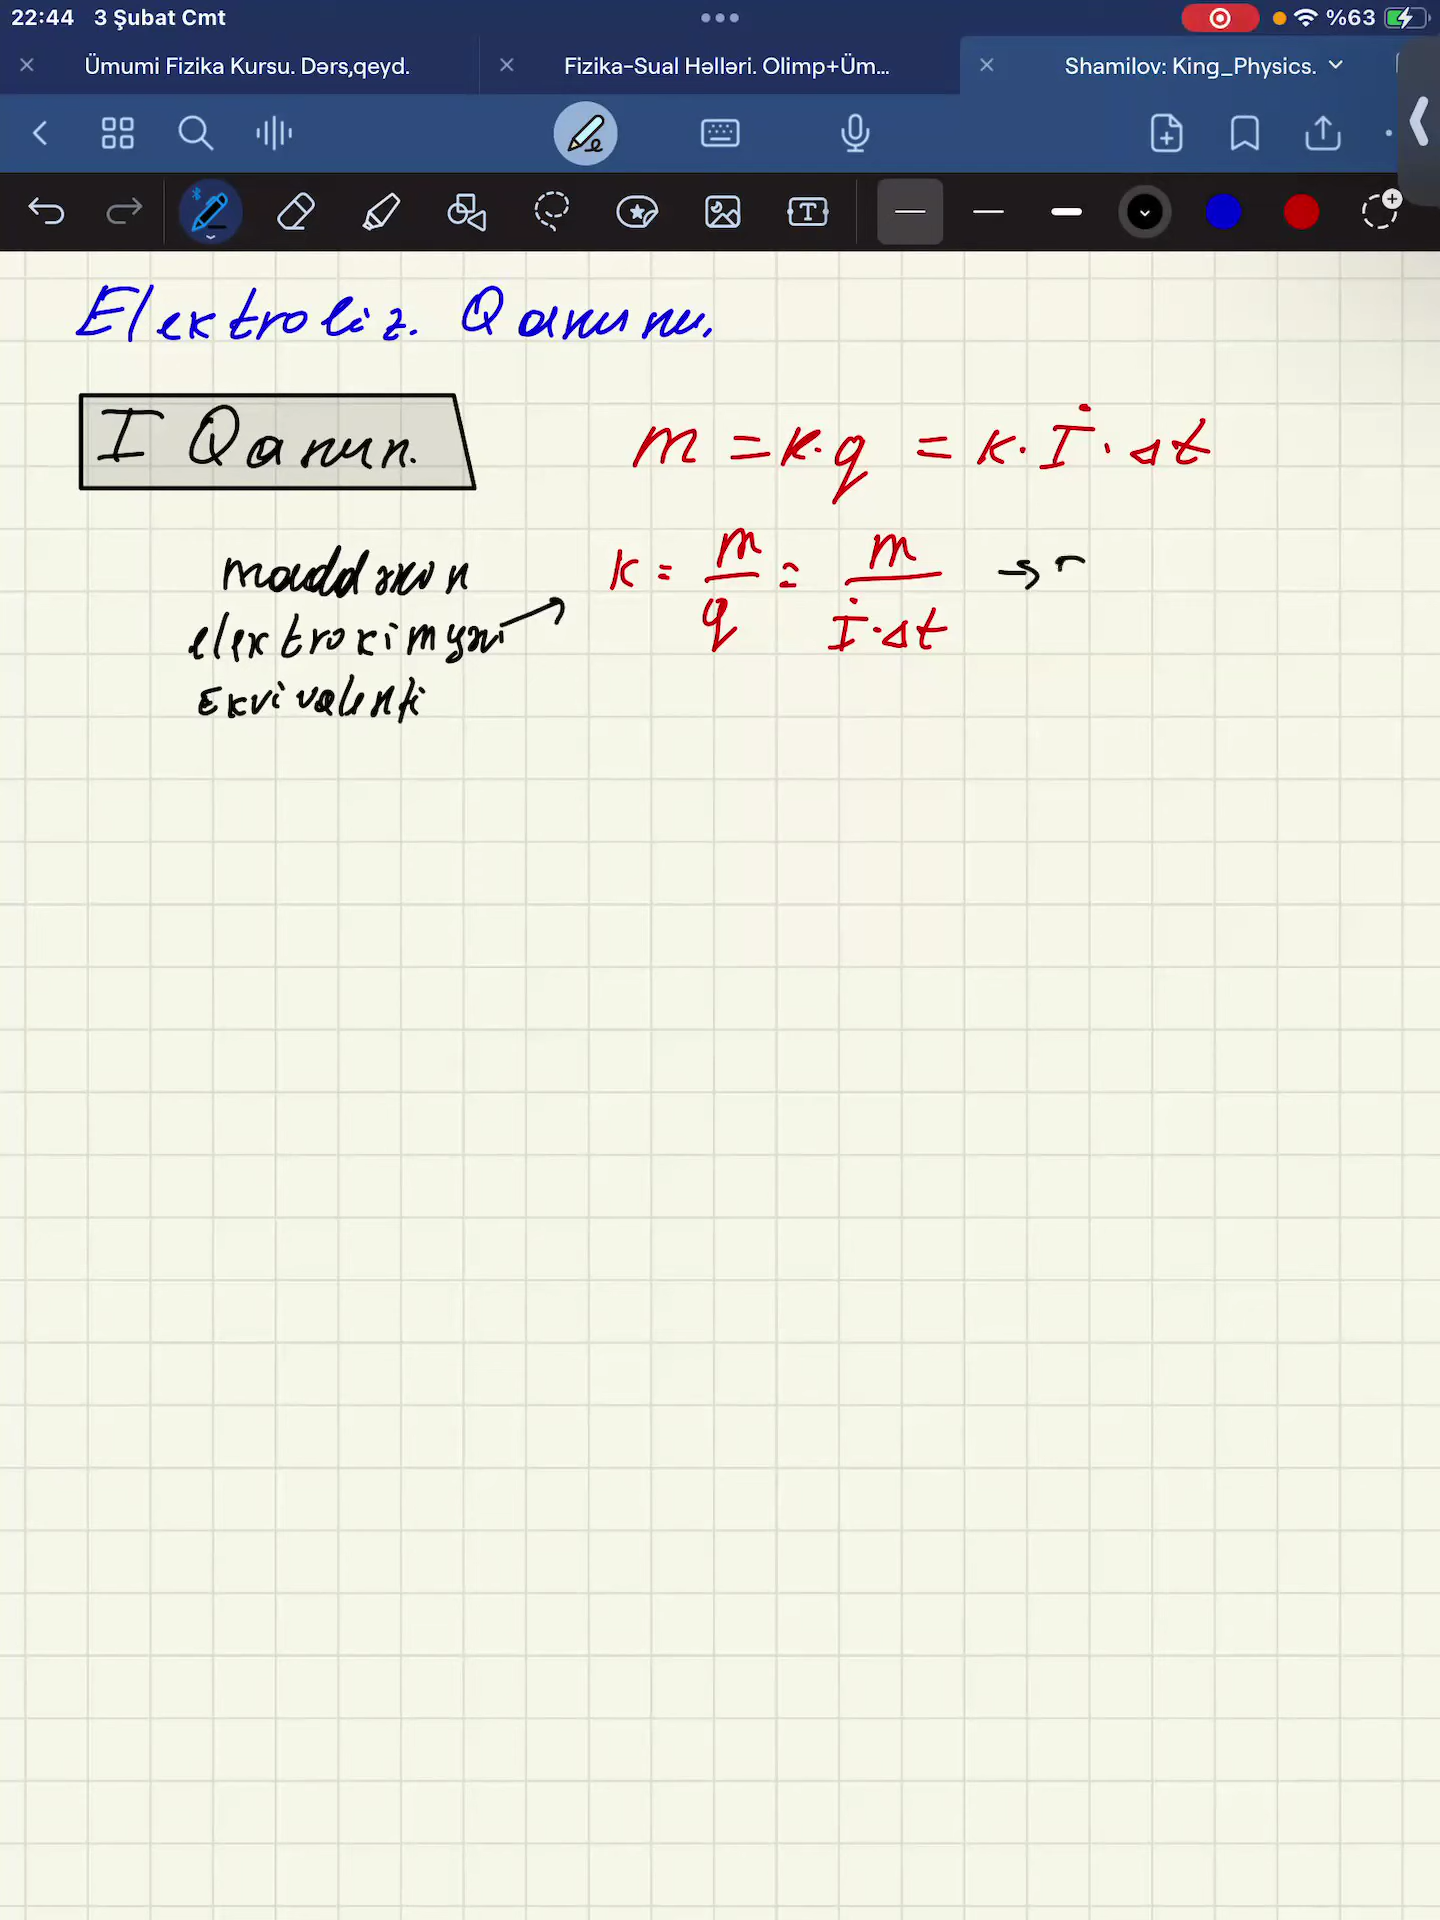 22:44 3 Şubat Cmt %63
Ümumi Fizika Kursu. Dərs,qeyd. Fizika-Sual Həlləri. Olimp+Üm... Shamilov: King_Physics.
Elektroliz. Qanunu.
I Qanun. m = k·q = k·İ·Δt
maddənin
elektrokimyəvi → k = m/q = m/(İ·Δt) →
Ekvivalenti